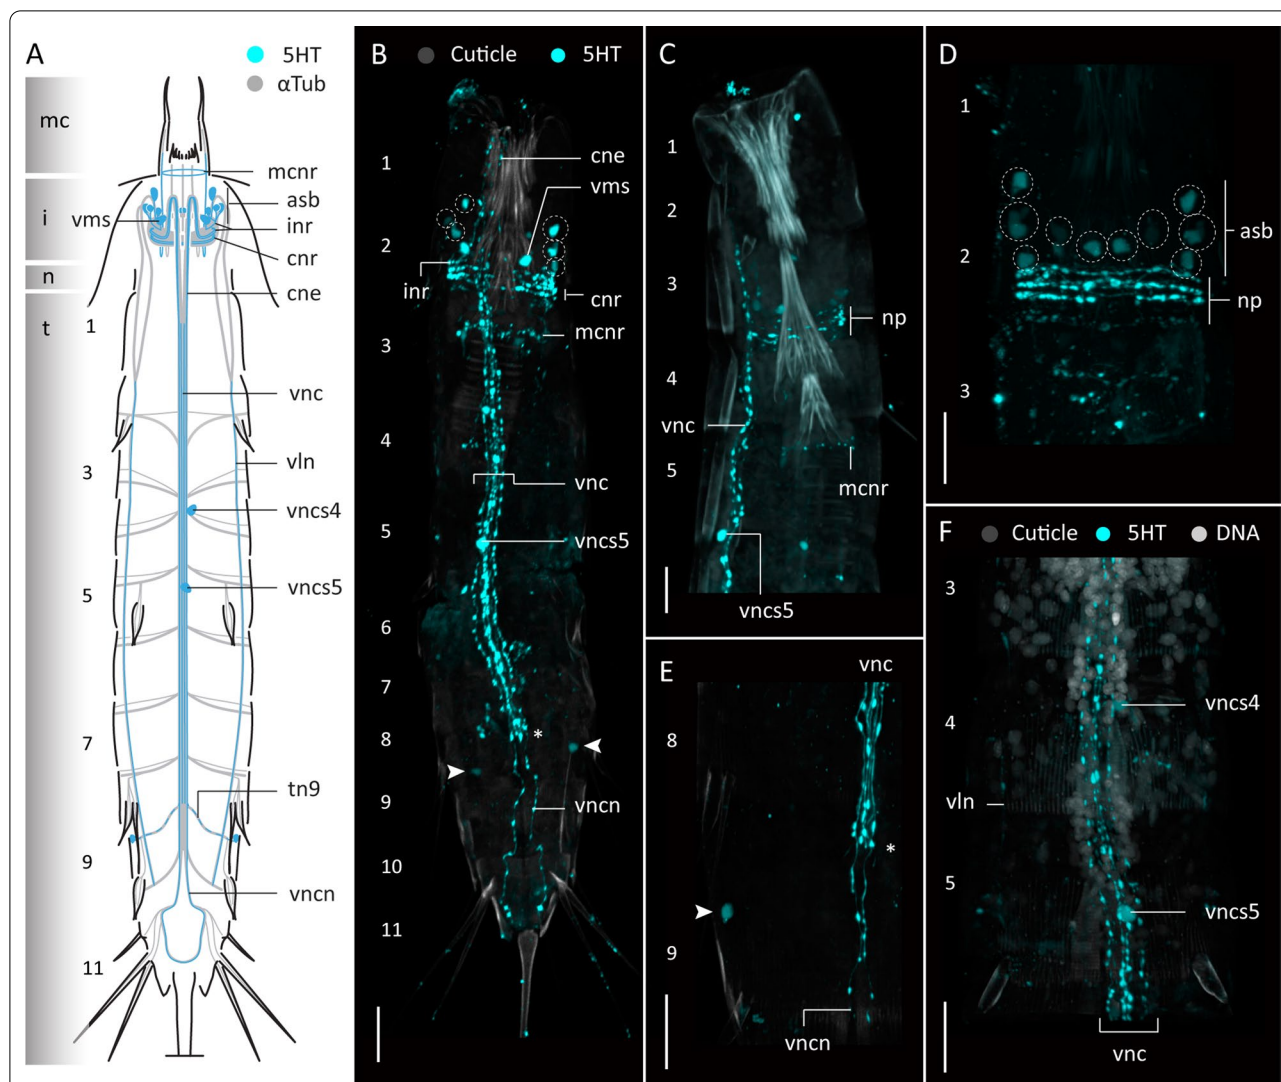 A
5HT
αTub
mc
mcnr
asb
i
vms
inr
cnr
n
cne
t
1
vnc
3
vln
vncs4
5
vncs5
7
tn9
9
vncn
11
B
Cuticle
5HT
1
cne
vms
2
inr
cnr
mcnr
3
4
vnc
5
vncs5
6
7
8
*
9
vncn
10
11
C
1
2
3
np
4
vnc
5
mcnr
vncs5
D
1
asb
2
np
3
E
vnc
8
*
9
vncn
F
Cuticle
5HT
DNA
3
vncs4
4
vln
5
vncs5
vnc